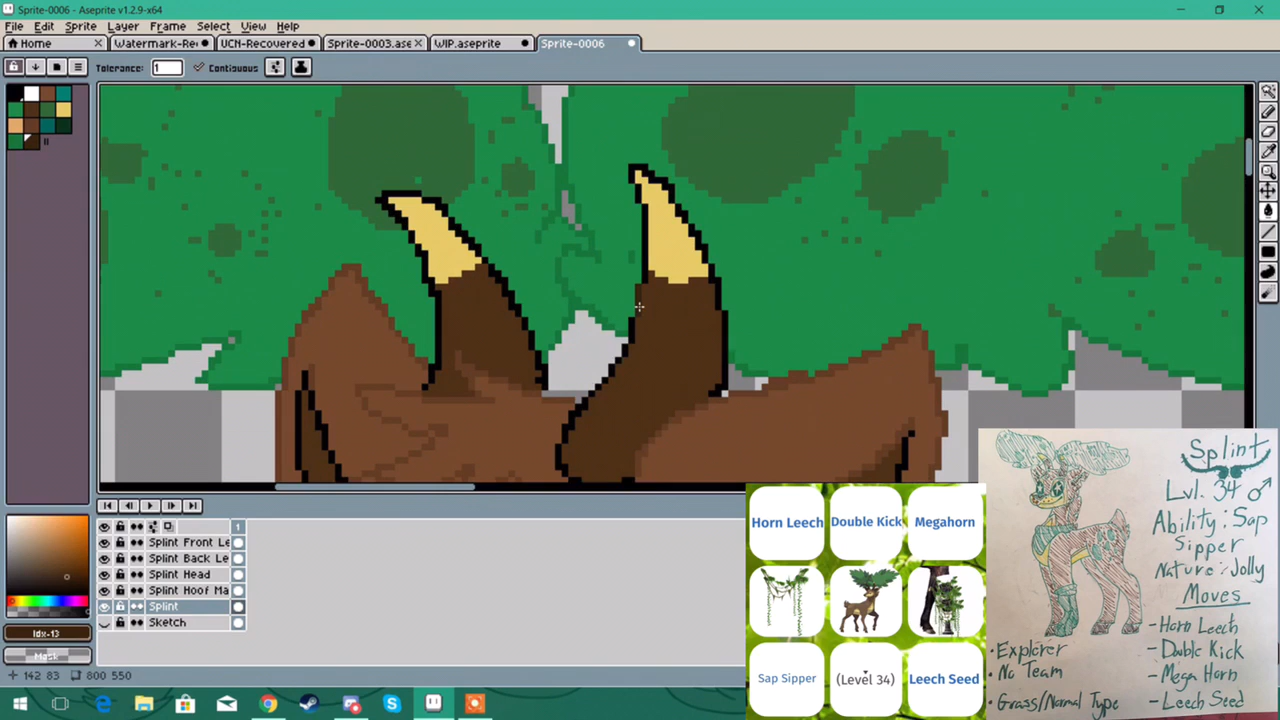 Sprite-0006 - Aseprite v1.2.9-x64
File Edit Sprite Layer Frame Select View Help
Home Watermark-Re UCN-Recovered Sprite-0003.ase WIP.aseprite Sprite-0006
Tolerance: 1 Contiguous
1
Splint Front Le
Splint Back Le
Splint Head
Splint Hoof Ma
Splint
Sketch
Idx-13
Mask
142 83 800 550
Horn Leech Double Kick Megahorn
Sap Sipper (Level 34) Leech Seed
Splint
Lvl. 34 ♂
Ability: Sap
Sipper
Nature: Jolly
Moves
- Horn Leech
- Double Kick
- Mega Horn
- Leech Seed
• Explorer
• No Team
• Grass/Normal Type